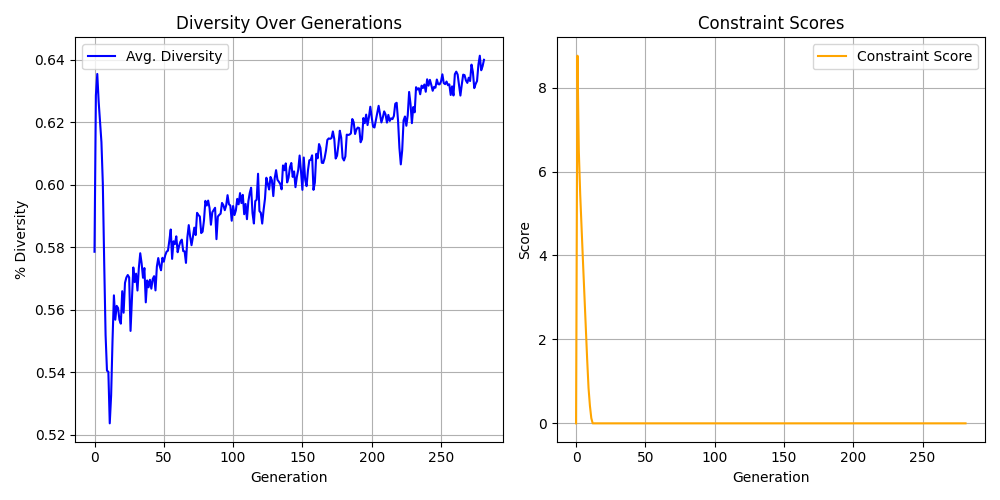 Diversity Over Generations
Avg. Diversity
% Diversity
0.64
0.62
0.60
0.58
0.56
0.54
0.52
0 50 100 150 200 250
Generation
Constraint Scores
Constraint Score
Score
8
6
4
2
0
0 50 100 150 200 250
Generation